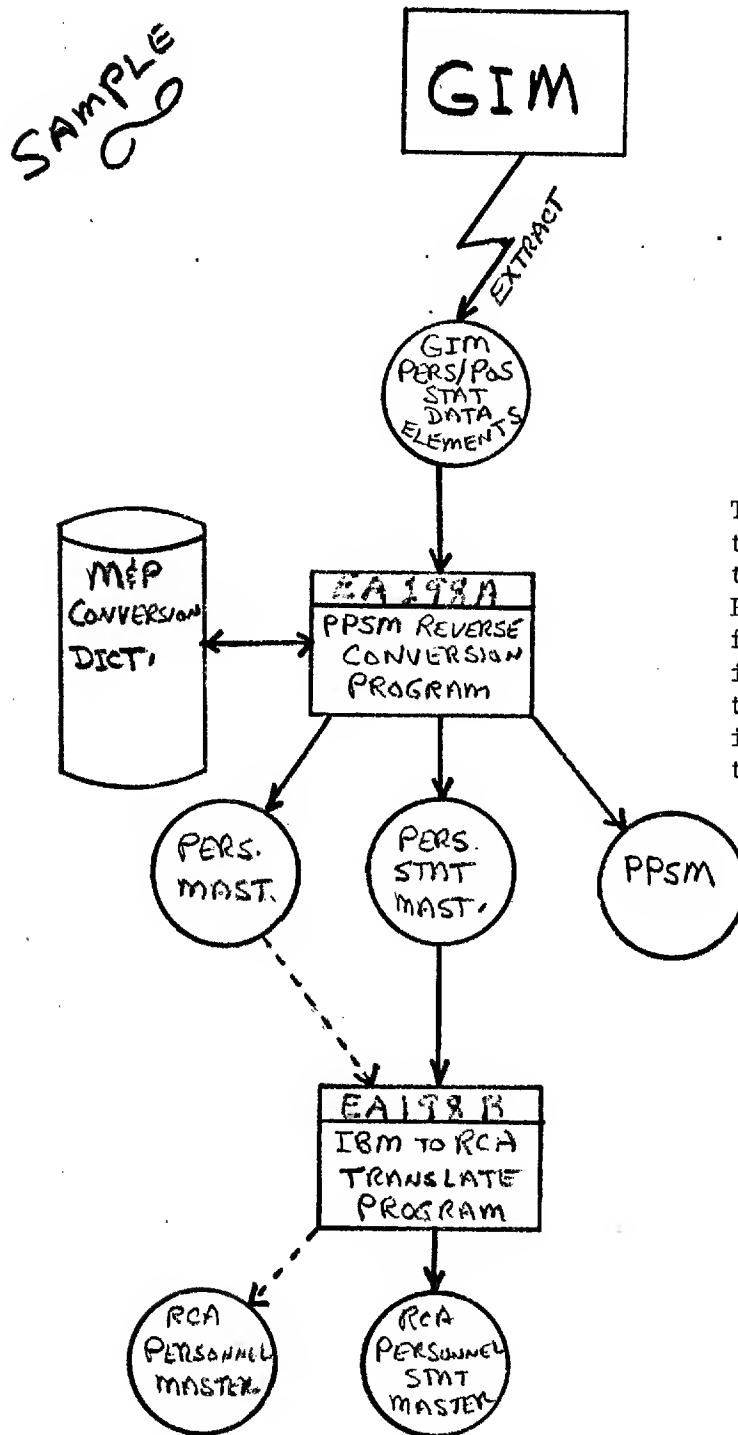 SAMPLE
GIM
EXTRACT
GIM
PERS/POS
STAT
DATA
ELEMENTS
M&P
CONVERSION
DICT.
EA198A
PPSM REVERSE
CONVERSION
PROGRAM
PERS.
MAST.
PERS.
STAT
MAST.
PPSM
EA198B
IBM TO RCA
TRANSLATE
PROGRAM
RCA
PERSONNEL
MASTER.
RCA
PERSONNEL
STAT
MASTER